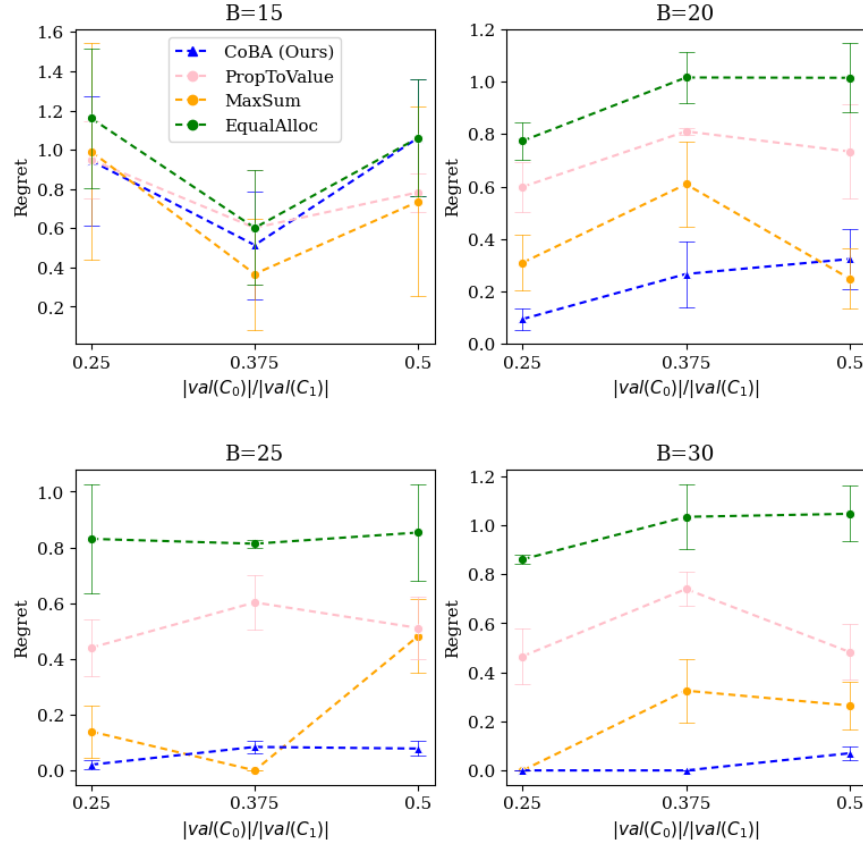 B=15
1.6
1.4
1.2
1.0
0.8
0.6
0.4
0.2
Regret
CoBA (Ours)
PropToValue
MaxSum
EqualAlloc
0.25
0.375
0.5
|val(C₀)|/|val(C₁)|
B=20
1.2
1.0
0.8
0.6
0.4
0.2
0.0
Regret
0.25
0.375
0.5
|val(C₀)|/|val(C₁)|
B=25
1.0
0.8
0.6
0.4
0.2
0.0
Regret
0.25
0.375
0.5
|val(C₀)|/|val(C₁)|
B=30
1.2
1.0
0.8
0.6
0.4
0.2
0.0
Regret
0.25
0.375
0.5
|val(C₀)|/|val(C₁)|